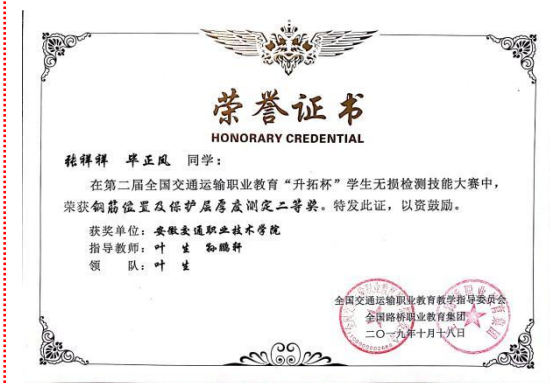 荣誉证书
HONORARY CREDENTIAL
张祥祥 毕正凤 同学：
在第二届全国交通运输职业教育“升拓杯”学生无损检测技能大赛中，
荣获钢筋位置及保护层厚度测定二等奖。特发此证，以资鼓励。
获奖单位：安徽交通职业技术学院
指导教师：叶 生 孙鹏轩
领 队：叶 生
全国交通运输职业教育教学指导委员会
全国路桥职业教育集团
二〇一九年十月十八日